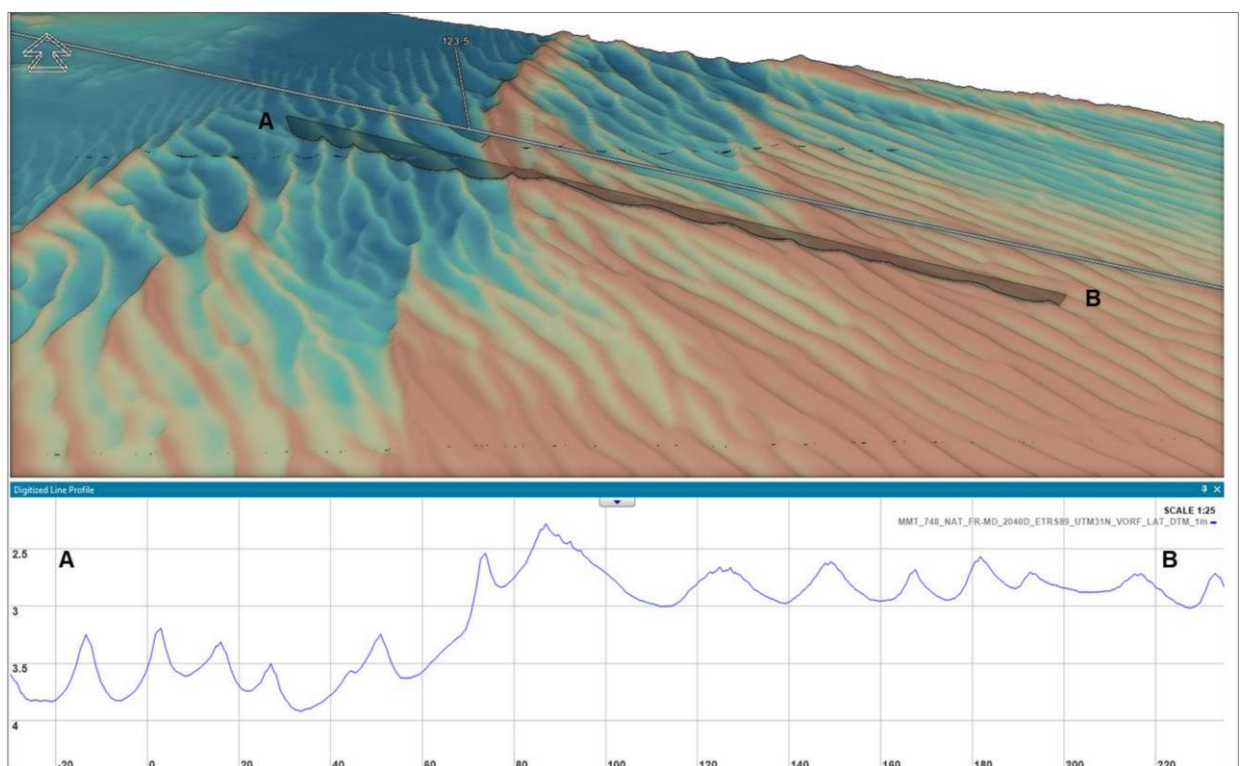 123.5
A
B
Digitized Line Profile
SCALE 1:25
MMT_748_NAT_FR-MD_2040D_ETRS89_UTM31N_VORF_LAT_DTM_1m
A
B
2.5
3
3.5
4
-20 0 20 40 60 80 100 120 140 160 180 200 220